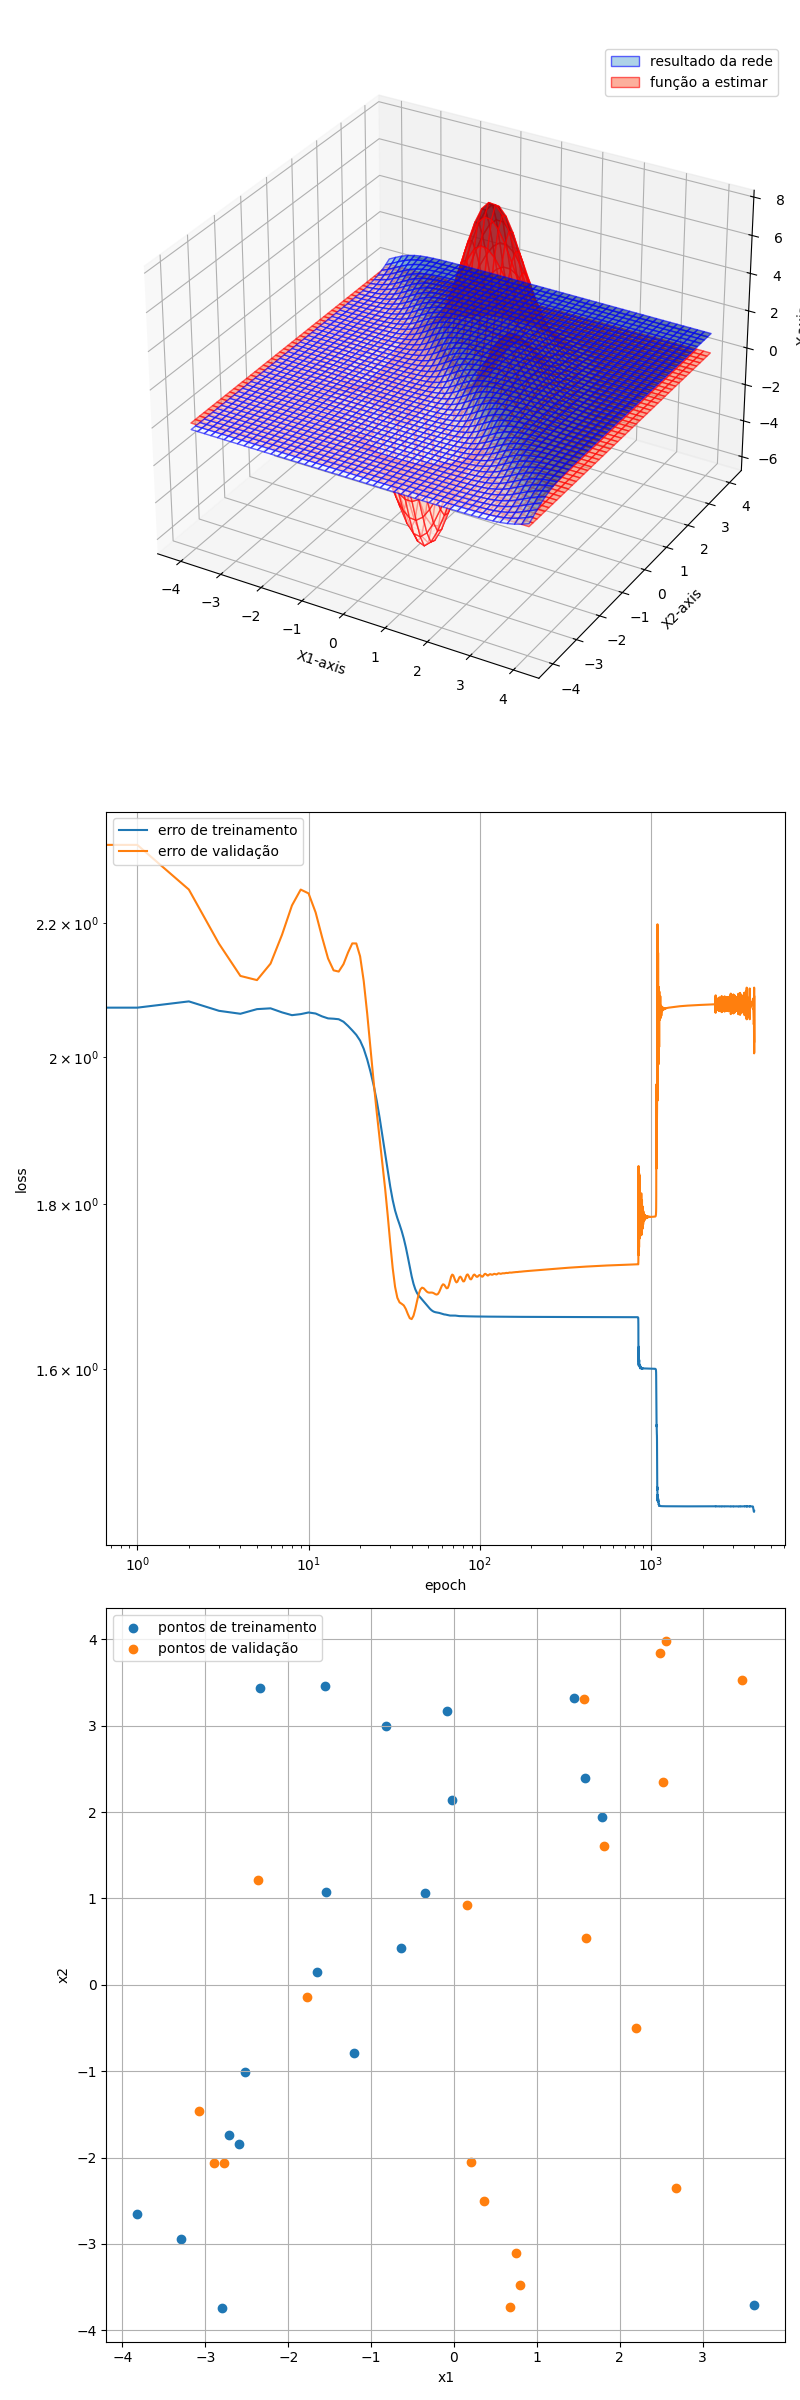 resultado da rede
função a estimar
8
6
4
2
0
−2
−4
−6
4
3
2
1
0
−1
−2
−3
−4
X2-axis
−4
−3
−2
−1
0
1
2
3
4
X1-axis
erro de treinamento
erro de validação
2.2 × 10⁰
2 × 10⁰
1.8 × 10⁰
1.6 × 10⁰
loss
10⁰
10¹
10²
10³
epoch
pontos de treinamento
pontos de validação
4
3
2
1
0
−1
−2
−3
−4
x2
−4
−3
−2
−1
0
1
2
3
x1